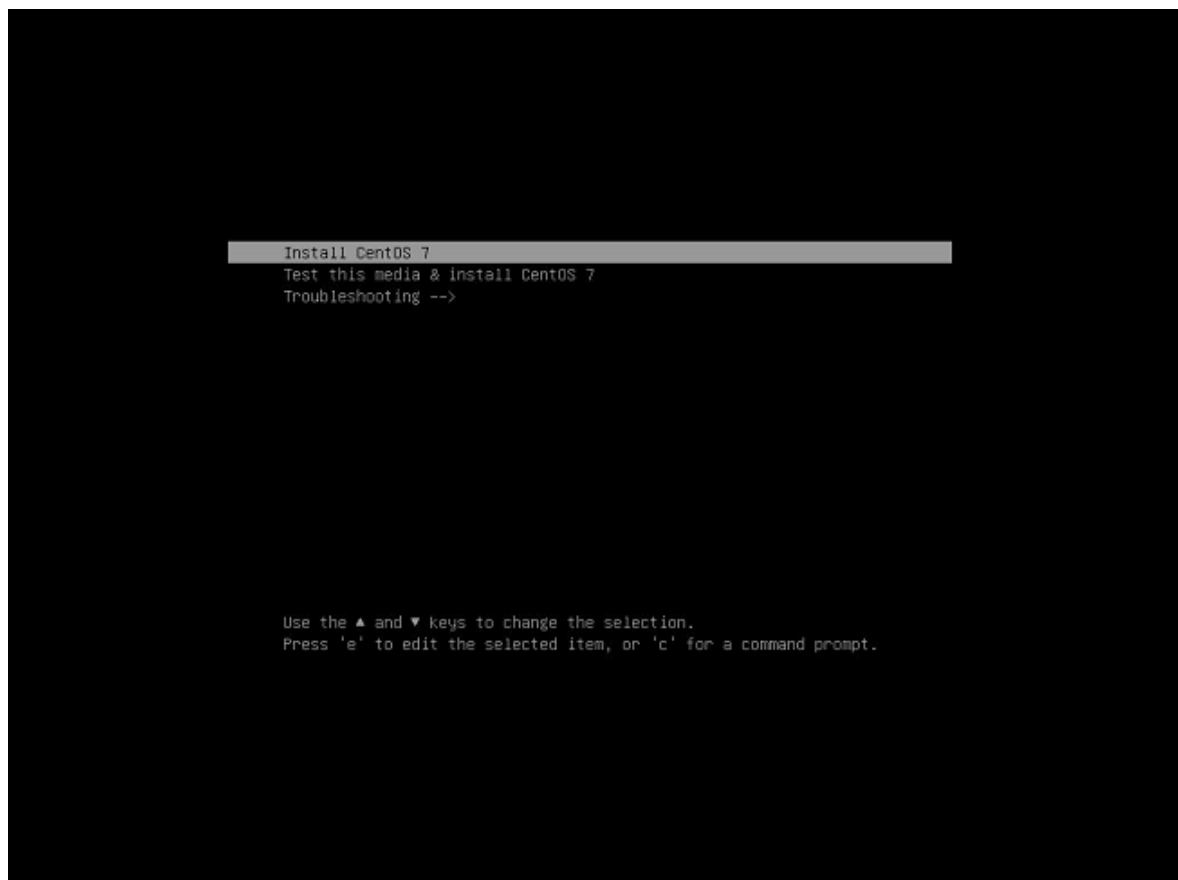 Install CentOS 7
Test this media & install CentOS 7
Troubleshooting -->
Use the ▲ and ▼ keys to change the selection.
Press 'e' to edit the selected item, or 'c' for a command prompt.